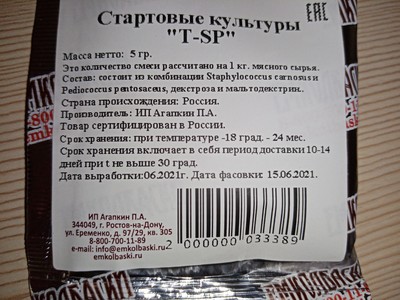 Стартовые культуры
"T-SP"
EAC
Масса нетто: 5 гр.
Это количество смеси рассчитано на 1 кг. мясного сырья.
Состав: состоит из комбинации Staphylococcus carnosus и
Pediococcus pentosaceus, декстроза и мальтодекстрин.
Страна происхождения: Россия.
Производитель: ИП Агапкин П.А.
Товар сертифицирован в России.
Срок хранения: при температуре -18 град. - 24 мес.
Срок хранения включает в себя период доставки 10-14
дней при t не выше 30 град.
Дата выработки:06.2021г. Дата фасовки: 15.06.2021.
ИП Агапкин П.А.
344049, г. Ростов-на-Дону,
ул. Еременко, д. 97/29, кв. 305
8-800-700-11-89
e-mail: info@emkolbaski.ru
emkolbaski.ru
2 000000 033389